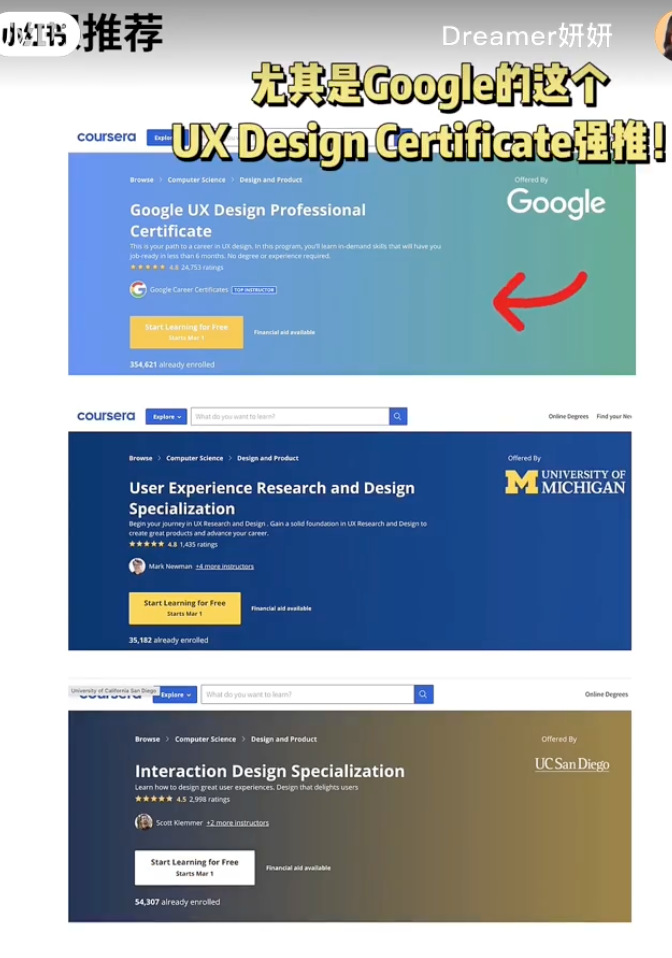 小红书推荐
Dreamer妍妍
尤其是Google的这个
UX Design Certificate强推!
coursera
Browse > Computer Science > Design and Product
Offered By
Google
Google UX Design Professional
Certificate
This is your path to a career in UX design. In this program, you'll learn in-demand skills that will have you
job-ready in less than 6 months. No degree or experience required.
4.8 24,753 ratings
Google Career Certificates TOP INSTRUCTOR
Start Learning for Free
Starts Mar 1
Financial aid available
354,621 already enrolled
coursera
Explore
What do you want to learn?
Online Degrees
Find your
Browse > Computer Science > Design and Product
Offered By
M UNIVERSITY OF
MICHIGAN
User Experience Research and Design
Specialization
Begin your journey in UX Research and Design . Gain a solid foundation in UX Research and Design to
create great products and advance your career.
4.8 1,435 ratings
Mark Newman +4 more instructors
Start Learning for Free
Starts Mar 1
Financial aid available
35,182 already enrolled
University of California San Diego
coursera
Explore
What do you want to learn?
Online Degrees
Browse > Computer Science > Design and Product
Offered By
UC San Diego
Interaction Design Specialization
Learn how to design great user experiences. Design that delights users
4.5 2,998 ratings
Scott Klemmer +2 more instructors
Start Learning for Free
Starts Mar 1
Financial aid available
54,307 already enrolled